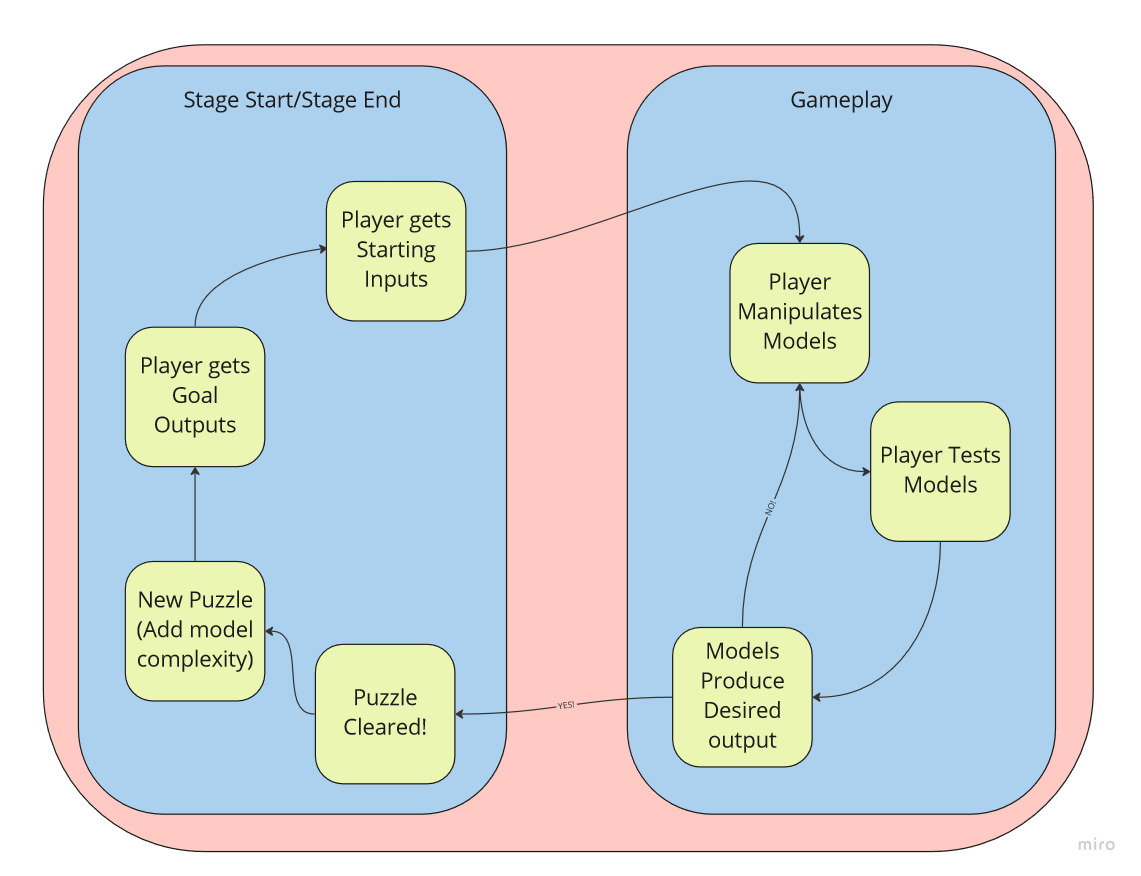 Stage Start/Stage End
Player gets
Starting
Inputs
Player gets
Goal
Outputs
New Puzzle
(Add model
complexity)
Puzzle
Cleared!
Gameplay
Player
Manipulates
Models
Player Tests
Models
NO!
Models
Produce
Desired
output
YES!
miro